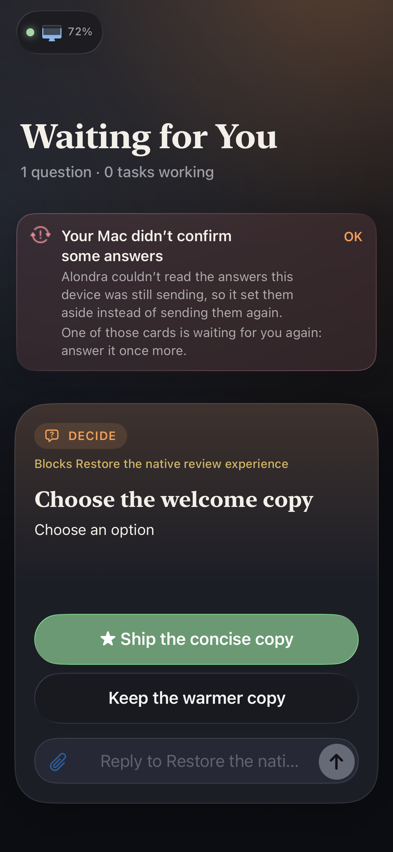 72%
Waiting for You
1 question · 0 tasks working
Your Mac didn’t confirm
some answers
OK
Alondra couldn’t read the answers this
device was still sending, so it set them
aside instead of sending them again.
One of those cards is waiting for you again:
answer it once more.
DECIDE
Blocks Restore the native review experience
Choose the welcome copy
Choose an option
★ Ship the concise copy
Keep the warmer copy
Reply to Restore the nati...